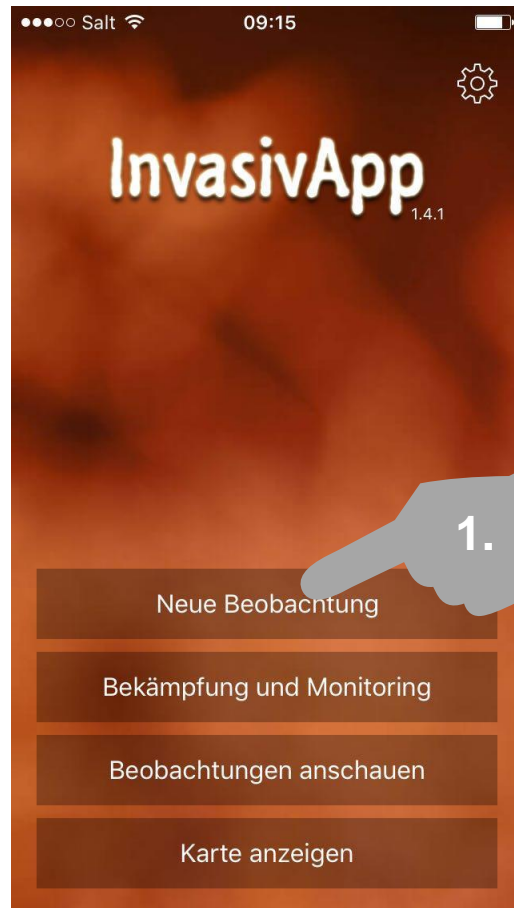 ●●●○○ Salt 09:15
InvasivApp
1.4.1
1.
Neue Beobachtung
Bekämpfung und Monitoring
Beobachtungen anschauen
Karte anzeigen